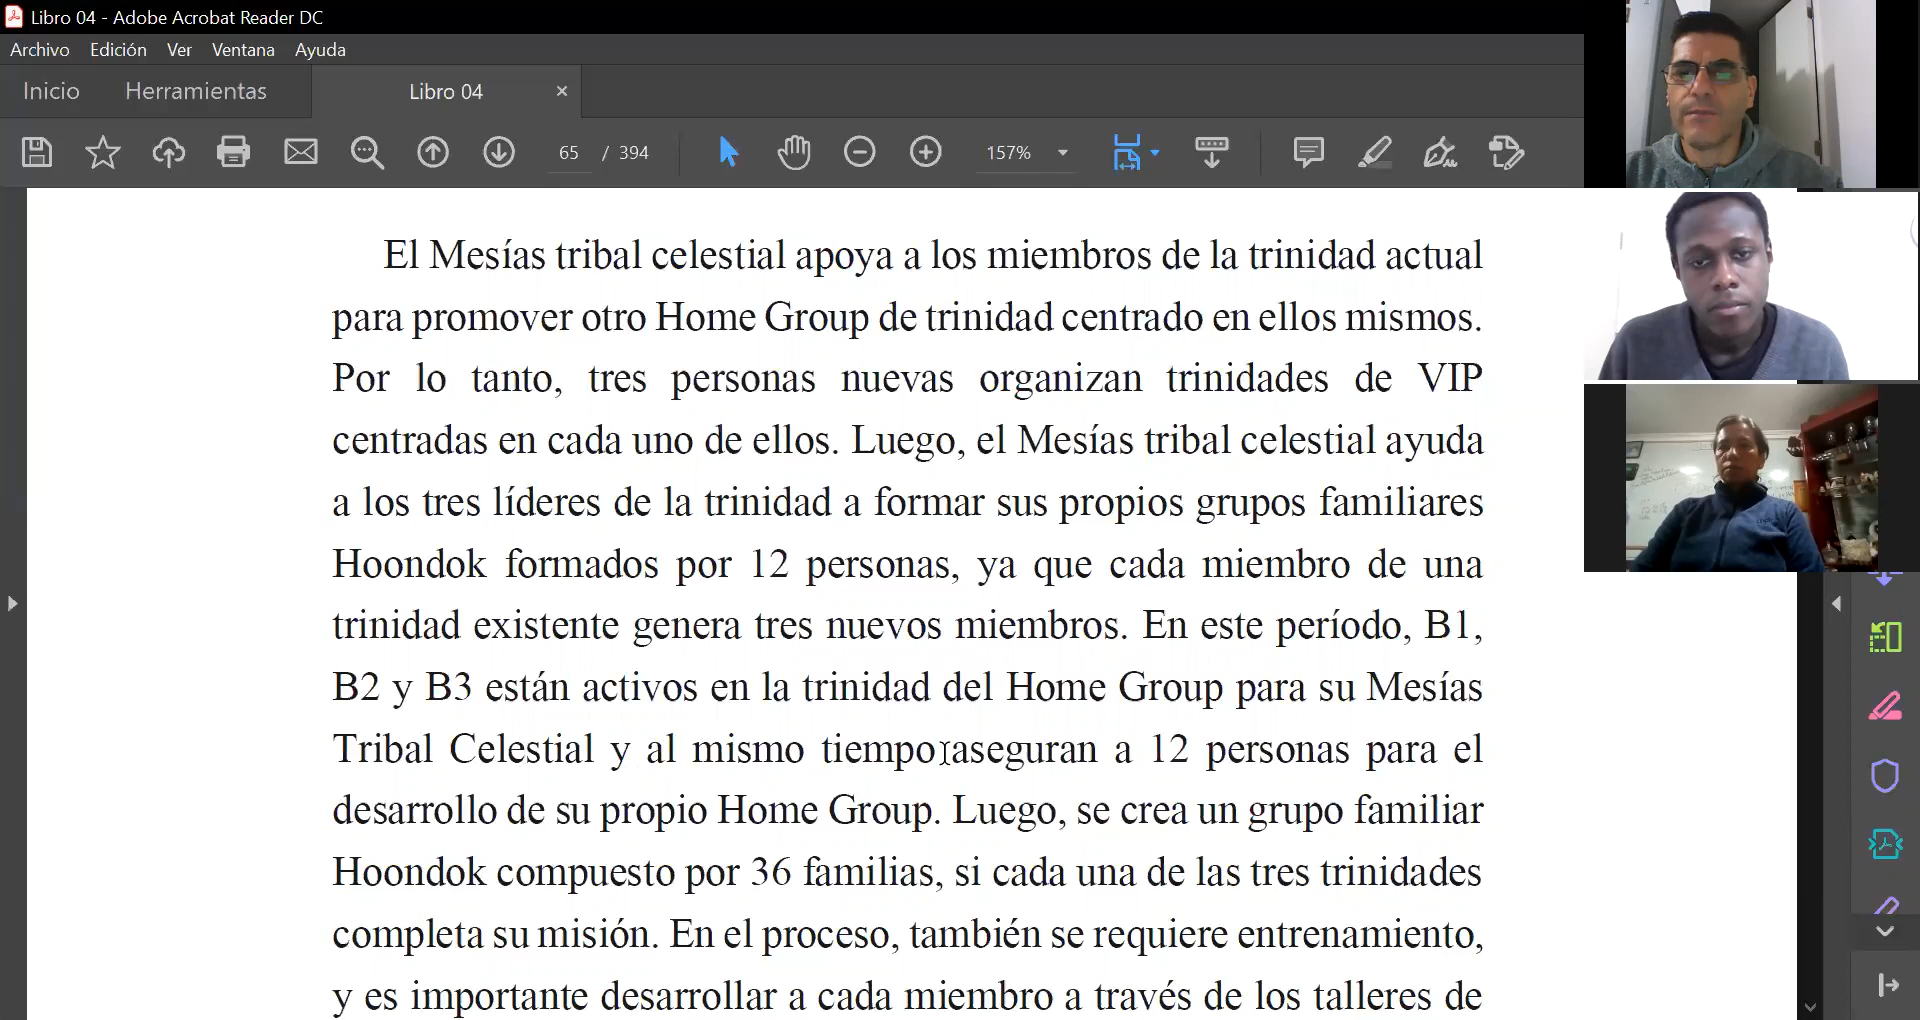 Libro 04 - Adobe Acrobat Reader DC
Archivo Edición Ver Ventana Ayuda
Inicio Herramientas Libro 04
65 / 394 157%
El Mesías tribal celestial apoya a los miembros de la trinidad actual
para promover otro Home Group de trinidad centrado en ellos mismos.
Por lo tanto, tres personas nuevas organizan trinidades de VIP
centradas en cada uno de ellos. Luego, el Mesías tribal celestial ayuda
a los tres líderes de la trinidad a formar sus propios grupos familiares
Hoondok formados por 12 personas, ya que cada miembro de una
trinidad existente genera tres nuevos miembros. En este período, B1,
B2 y B3 están activos en la trinidad del Home Group para su Mesías
Tribal Celestial y al mismo tiempo aseguran a 12 personas para el
desarrollo de su propio Home Group. Luego, se crea un grupo familiar
Hoondok compuesto por 36 familias, si cada una de las tres trinidades
completa su misión. En el proceso, también se requiere entrenamiento,
y es importante desarrollar a cada miembro a través de los talleres de